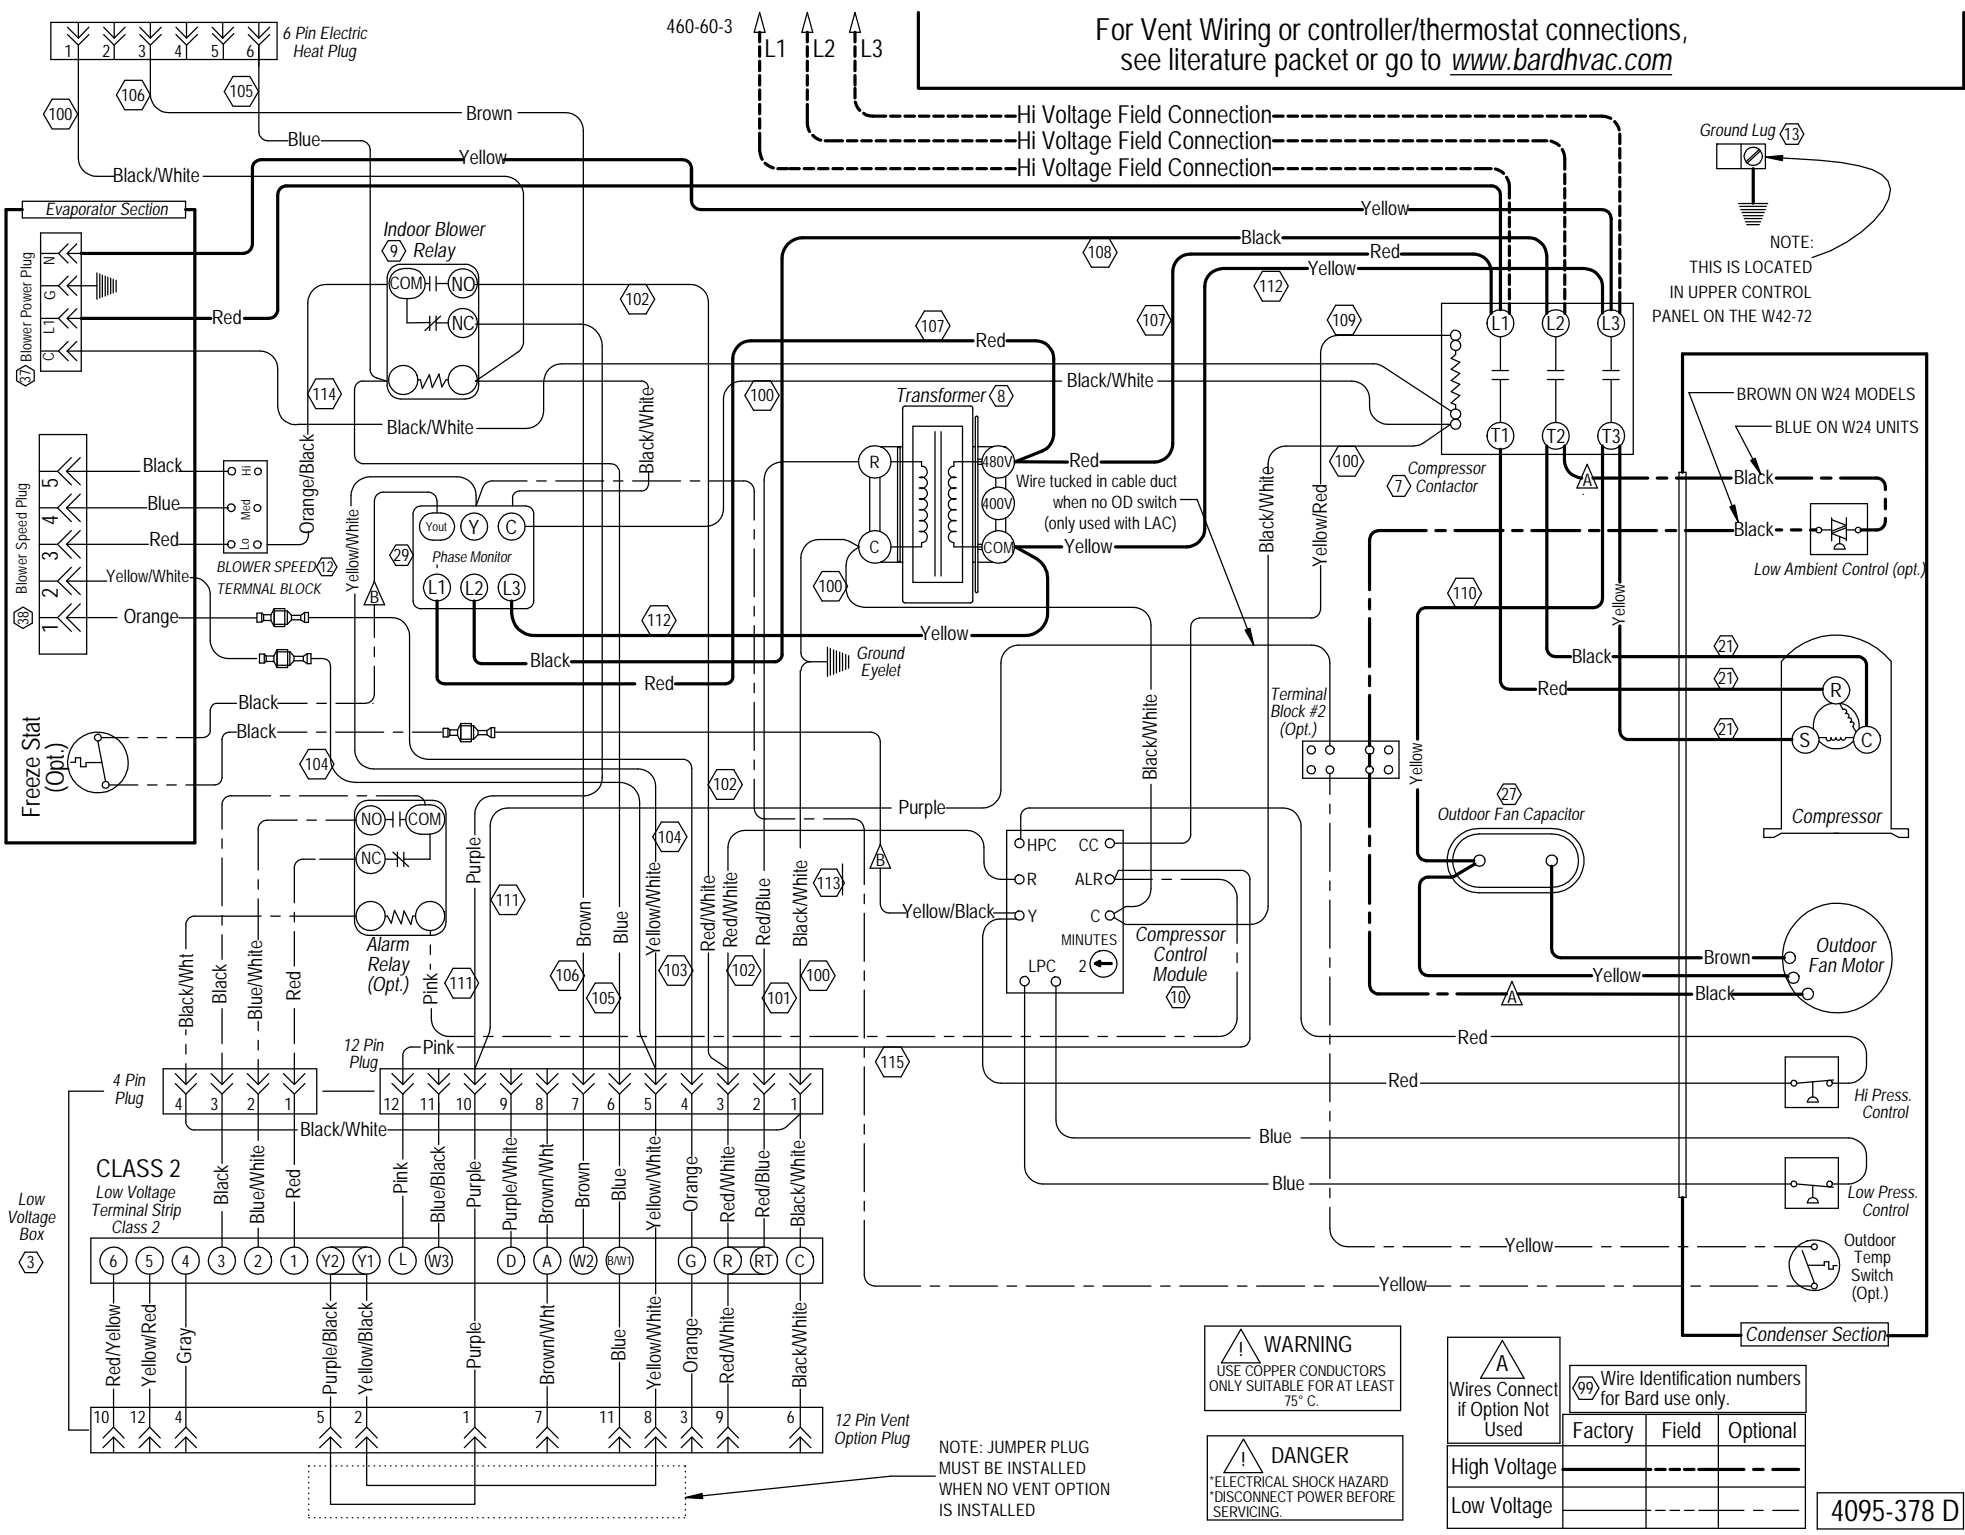 460-60-3
L1
L2
L3
For Vent Wiring or controller/thermostat connections,
see literature packet or go to www.bardhvac.com
6 Pin Electric
Heat Plug
1 2 3 4 5 6
100
106
105
Brown
Blue
Yellow
Black/White
Hi Voltage Field Connection
Hi Voltage Field Connection
Hi Voltage Field Connection
Ground Lug 13
NOTE:
THIS IS LOCATED
IN UPPER CONTROL
PANEL ON THE W42-72
Evaporator Section
37 Blower Power Plug
N
G
L1
C
Red
Indoor Blower
9 Relay
COM
NO
NC
102
114
Black/White
Orange/Black
Black/White
Yellow
Black
108
Red
Yellow
112
107
Red
107
109
100
Black/White
Transformer 8
R
C
480V
400V
COM
Red
Yellow
Wire tucked in cable duct
when no OD switch
(only used with LAC)
100
L1 L2 L3
T1 T2 T3
Compressor
7 Contactor
100
Black/White
Yellow/Red
BROWN ON W24 MODELS
BLUE ON W24 UNITS
A
Black
Black
Low Ambient Control (opt.)
38 Blower Speed Plug
5
4
3
2
1
Black
Blue
Red
Yellow/White
Orange
Hi
Med
Lo
BLOWER SPEED 12
TERMNAL BLOCK
Yellow/White
B
Yout Y C
29
Phase Monitor
L1 L2 L3
112
Yellow
Black
Red
Ground
Eyelet
110
Yellow
Black
21
Red
21
21
R
S
C
Compressor
Terminal
Block #2
(Opt.)
Yellow
Black/White
Freeze Stat
(Opt.)
Black
Black
104
102
104
Purple
27
Outdoor Fan Capacitor
NO
COM
NC
Alarm
Relay
(Opt.)
Purple
111
111
Pink
Brown
106
Blue
105
Yellow/White
103
Red/White
Red/White
102
Red/Blue
101
Black/White
113
100
B
Yellow/Black
HPC
CC
R
ALR
Y
C
MINUTES
LPC
2
Compressor
Control
Module
10
Outdoor
Fan Motor
Brown
Yellow
A
Black
Black/Wht
Black
Blue/White
Red
12 Pin
Plug
Pink
115
Red
Red
Hi Press.
Control
4 Pin
Plug
4 3 2 1
12 11 10 9 8 7 6 5 4 3 2 1
Black/White
Blue
Blue
Low Press.
Control
CLASS 2
Low Voltage
Terminal Strip
Class 2
Low
Voltage
Box
3
Black
Blue/White
Red
Pink
Blue/Black
Purple
Purple/White
Brown/Wht
Brown
Blue
Yellow/White
Orange
Red/White
Red/Blue
Black/White
6 5 4 3 2 1 Y2 Y1 L W3 D A W2 B/W1 G R RT C
Yellow
Yellow
Outdoor
Temp
Switch
(Opt.)
Condenser Section
Red/Yellow
Yellow/Red
Gray
Purple/Black
Yellow/Black
Purple
Brown/Wht
Blue
Yellow/White
Orange
Red/White
Black/White
10 12 4 5 2 1 7 11 8 3 9 6
12 Pin Vent
Option Plug
NOTE: JUMPER PLUG
MUST BE INSTALLED
WHEN NO VENT OPTION
IS INSTALLED
! WARNING
USE COPPER CONDUCTORS
ONLY SUITABLE FOR AT LEAST
75° C.
! DANGER
*ELECTRICAL SHOCK HAZARD
*DISCONNECT POWER BEFORE
SERVICING.
A
Wires Connect
if Option Not
Used
99 Wire Identification numbers
for Bard use only.
Factory Field Optional
High Voltage
Low Voltage
4095-378 D